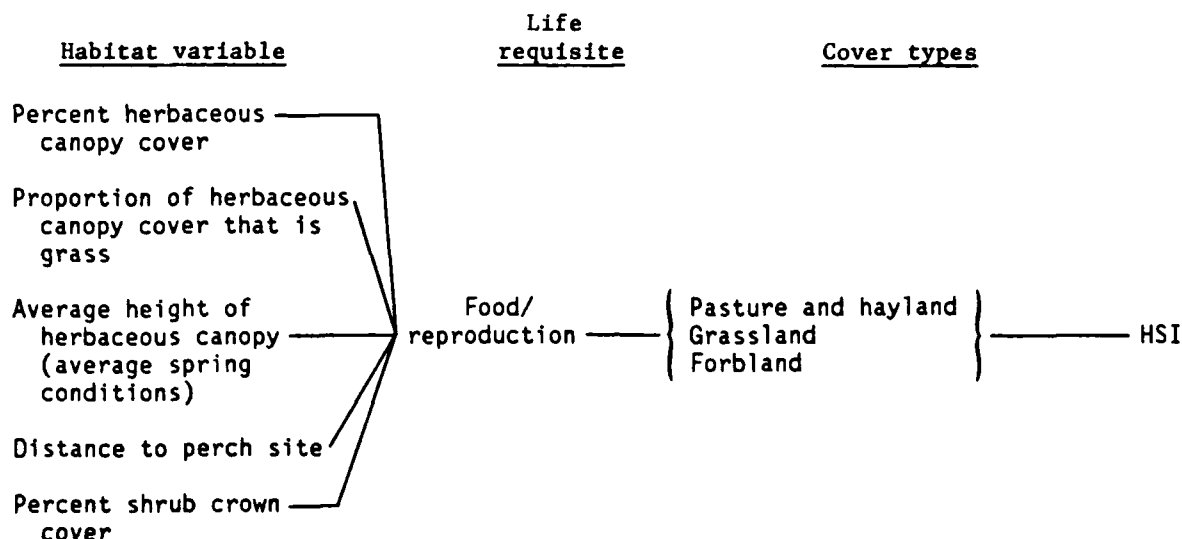 Habitat variable
Life
requisite
Cover types
Percent herbaceous
canopy cover
Proportion of herbaceous
canopy cover that is
grass
Average height of
herbaceous canopy
(average spring
conditions)
Distance to perch site
Percent shrub crown
cover
Food/
reproduction
Pasture and hayland
Grassland
Forbland
HSI